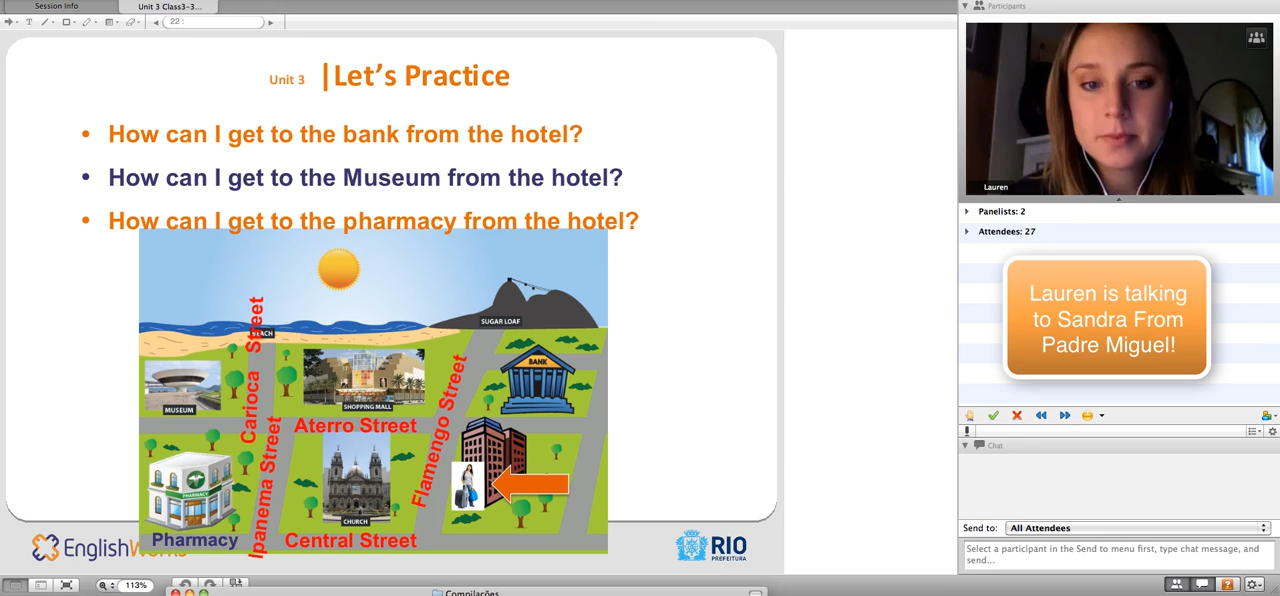 Session Info
Unit 3 Class3-3...
22 :
Participants
Unit 3 |Let's Practice
• How can I get to the bank from the hotel?
• How can I get to the Museum from the hotel?
• How can I get to the pharmacy from the hotel?
SUGAR LOAF
Carioca Street
BANK
MUSEUM
SHOPPING MALL
Aterro Street
Flamengo Street
Ipanema Street
PHARMACY
CHURCH
Pharmacy
Central Street
EnglishWorks
RIO
PREFEITURA
113%
Compilações
Lauren
Panelists: 2
Attendees: 27
Lauren is talking
to Sandra From
Padre Miguel!
Chat
Send to:
All Attendees
Select a participant in the Send to menu first, type chat message, and
send...